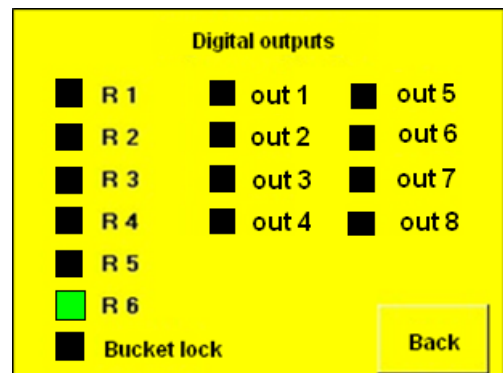 Digital outputs
R 1 out 1 out 5
R 2 out 2 out 6
R 3 out 3 out 7
R 4 out 4 out 8
R 5
R 6
Bucket lock
Back